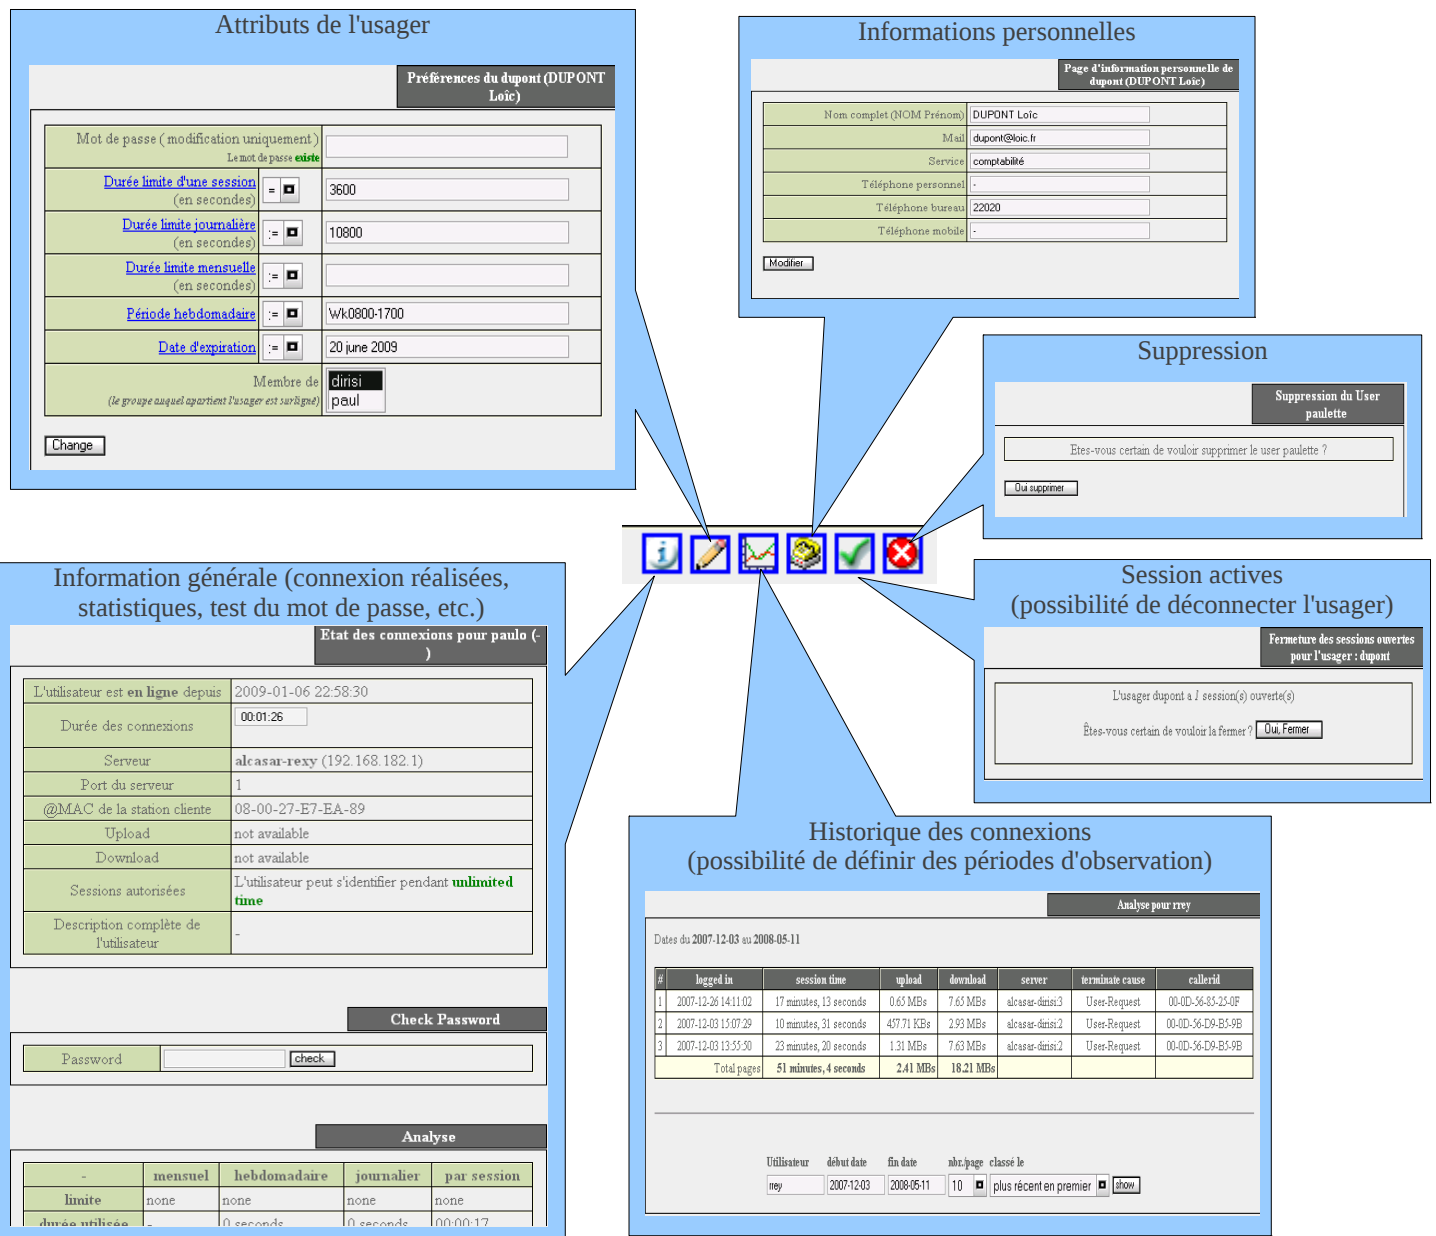 Attributs de l'usager
Préférences du dupont (DUPONT
Loïc)
Mot de passe ( modification uniquement )
Le mot de passe existe
Durée limite d'une session
(en secondes)
=
3600
Durée limite journalière
(en secondes)
:=
10800
Durée limite mensuelle
(en secondes)
:=
Période hebdomadaire
:=
Wk0800-1700
Date d'expiration
:=
20 june 2009
Membre de
(le groupe auquel apartient l'usager est surligné)
dirisi
paul
Change
Informations personnelles
Page d'information personnelle de
dupont (DUPONT Loïc)
Nom complet (NOM Prénom)
DUPONT Loïc
Mail
dupont@loic.fr
Service
comptabilité
Téléphone personnel
-
Téléphone bureau
22020
Téléphone mobile
-
Modifier
Suppression
Suppression du User
paulette
Etes-vous certain de vouloir supprimer le user paulette ?
Oui supprimer
Information générale (connexion réalisées,
statistiques, test du mot de passe, etc.)
Etat des connexions pour paulo (-
)
L'utilisateur est en ligne depuis
2009-01-06 22:58:30
Durée des connexions
00:01:26
Serveur
alcasar-rexy (192.168.182.1)
Port du serveur
1
@MAC de la station cliente
08-00-27-E7-EA-89
Upload
not available
Download
not available
Sessions autorisées
L'utilisateur peut s'identifier pendant unlimited
time
Description complète de
l'utilisateur
-
Check Password
Password
check
Analyse
- mensuel hebdomadaire journalier par session
limite none none none none
durée utilisée - 0 seconds 0 seconds 00:00:17
Session actives
(possibilité de déconnecter l'usager)
Fermeture des sessions ouvertes
pour l'usager : dupont
L'usager dupont a 1 session(s) ouverte(s)
Êtes-vous certain de vouloir la fermer ? Oui, Fermer
Historique des connexions
(possibilité de définir des périodes d'observation)
Analyse pour rrey
Dates du 2007-12-03 au 2008-05-11
# logged in session time upload download server terminate cause callerid
1 2007-12-26 14:11:02 17 minutes, 13 seconds 0.65 MBs 7.65 MBs alcasar-dirisi:3 User-Request 00-0D-56-85-25-0F
2 2007-12-03 15:07:29 10 minutes, 31 seconds 457.71 KBs 2.93 MBs alcasar-dirisi:2 User-Request 00-0D-56-D9-B5-9B
3 2007-12-03 13:55:50 23 minutes, 20 seconds 1.31 MBs 7.63 MBs alcasar-dirisi:2 User-Request 00-0D-56-D9-B5-9B
Total pages 51 minutes, 4 seconds 2.41 MBs 18.21 MBs
Utilisateur début date fin date nbr./page classé le
rrey 2007-12-03 2008-05-11 10 plus récent en premier show